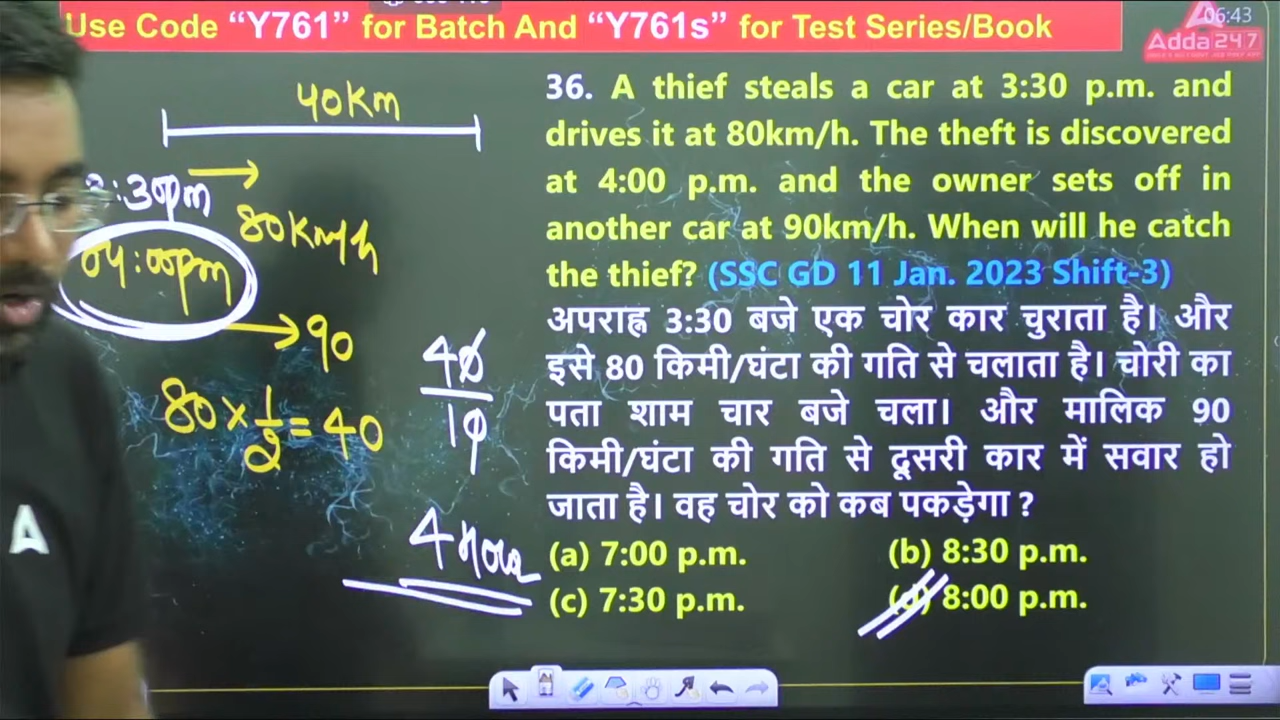 Use Code “Y761” for Batch And “Y761s” for Test Series/Book
06:43
Adda 247
40Km
:30pm
80Km/h
04:00pm
90
80 × 1/2 = 40
40
10
4 hour
36. A thief steals a car at 3:30 p.m. and
drives it at 80km/h. The theft is discovered
at 4:00 p.m. and the owner sets off in
another car at 90km/h. When will he catch
the thief? (SSC GD 11 Jan. 2023 Shift-3)
अपराह्न 3:30 बजे एक चोर कार चुराता है। और
इसे 80 किमी/घंटा की गति से चलाता है। चोरी का
पता शाम चार बजे चला। और मालिक 90
किमी/घंटा की गति से दूसरी कार में सवार हो
जाता है। वह चोर को कब पकड़ेगा ?
(a) 7:00 p.m. (b) 8:30 p.m.
(c) 7:30 p.m. (d) 8:00 p.m.